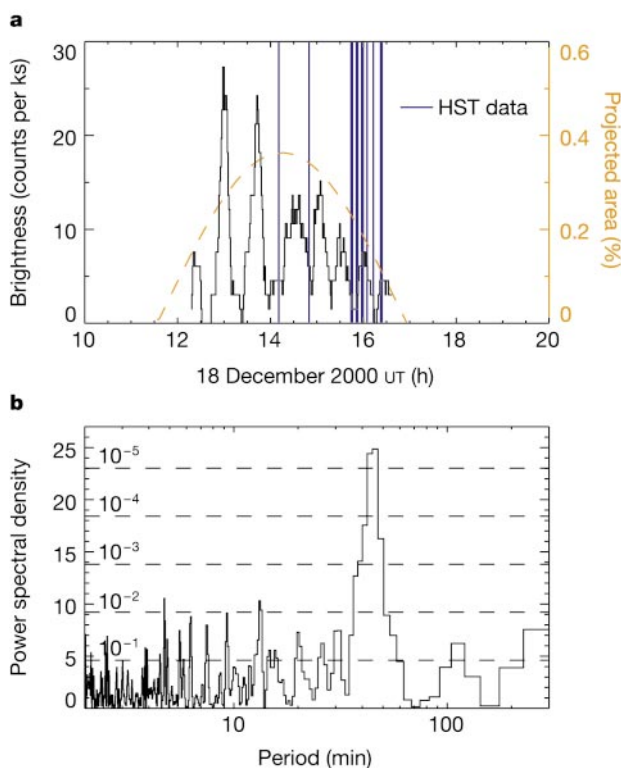 a
30
20
10
0
Brightness (counts per ks)
HST data
0.6
0.4
0.2
0
Projected area (%)
10 12 14 16 18 20
18 December 2000 UT (h)
b
25
20
15
10
5
0
Power spectral density
10⁻⁵
10⁻⁴
10⁻³
10⁻²
10⁻¹
10 100
Period (min)